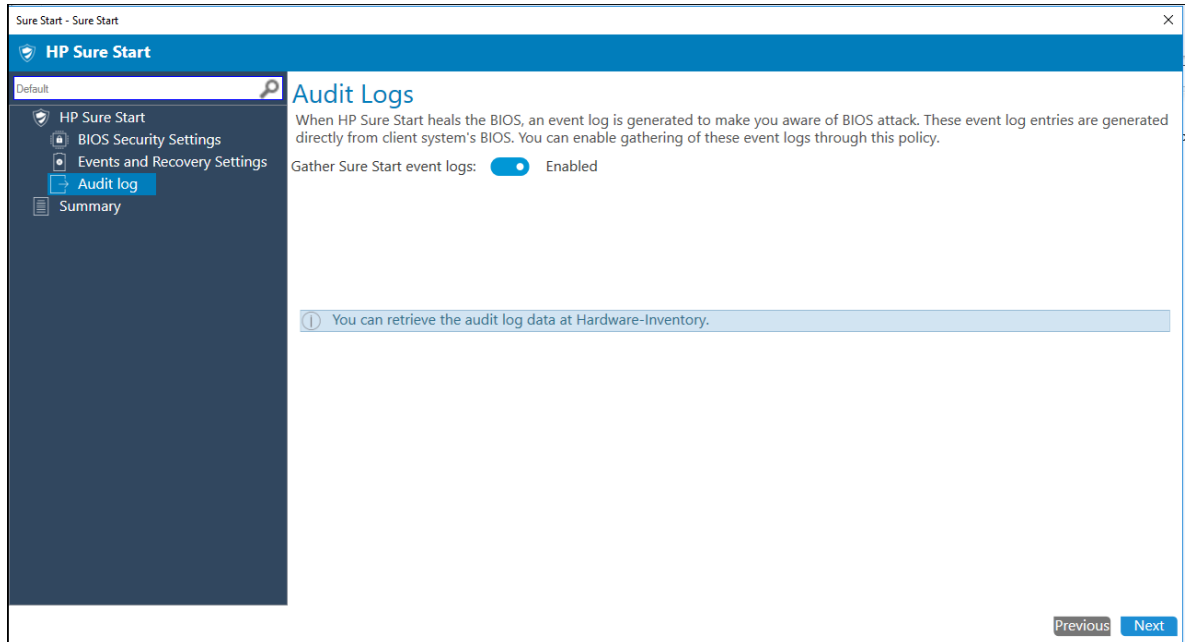 Sure Start - Sure Start
HP Sure Start
Default
HP Sure Start
BIOS Security Settings
Events and Recovery Settings
Audit log
Summary
Audit Logs
When HP Sure Start heals the BIOS, an event log is generated to make you aware of BIOS attack. These event log entries are generated
directly from client system's BIOS. You can enable gathering of these event logs through this policy.
Gather Sure Start event logs: Enabled
You can retrieve the audit log data at Hardware-Inventory.
Previous Next